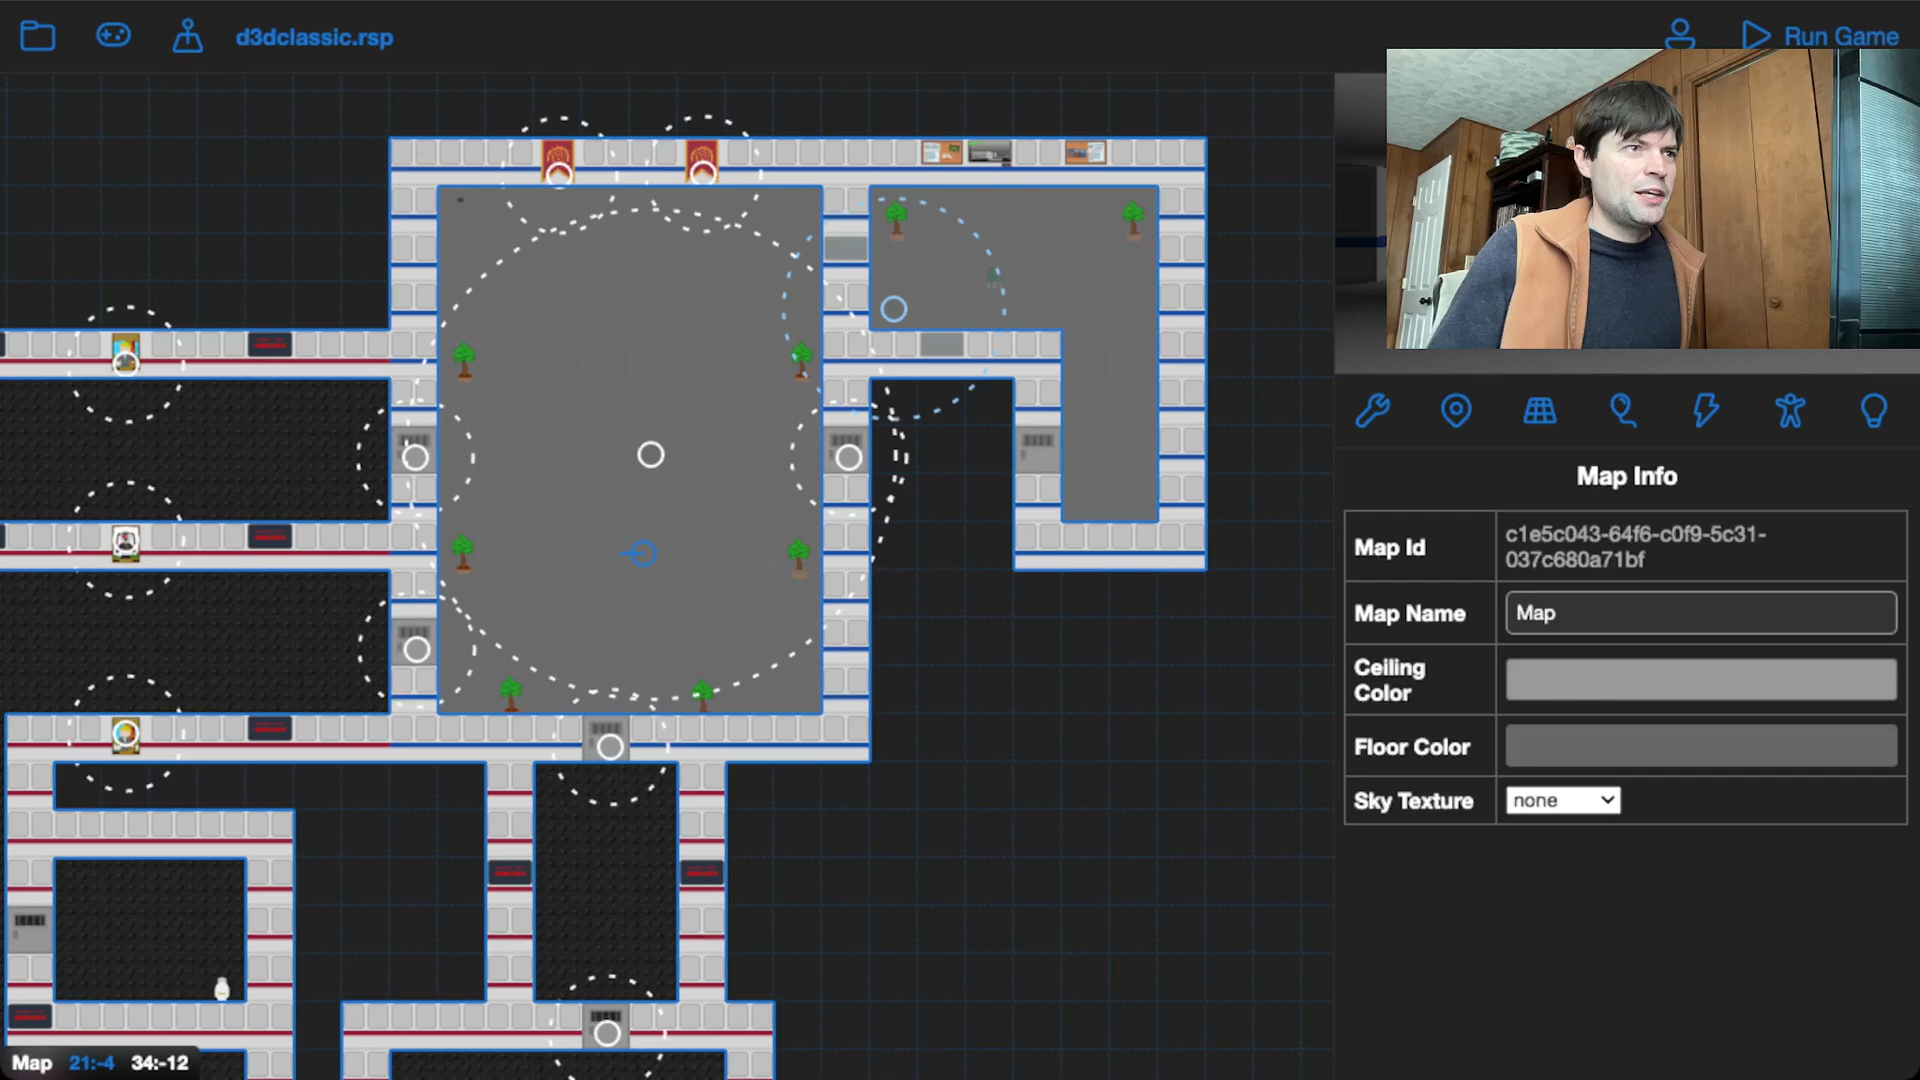 d3dclassic.rsp
Run Game
Map Info
Map Id
c1e5c043-64f6-c0f9-5c31-
037c680a71bf
Map Name
Map
Ceiling
Color
Floor Color
Sky Texture
none
Map 21:-4 34:-12